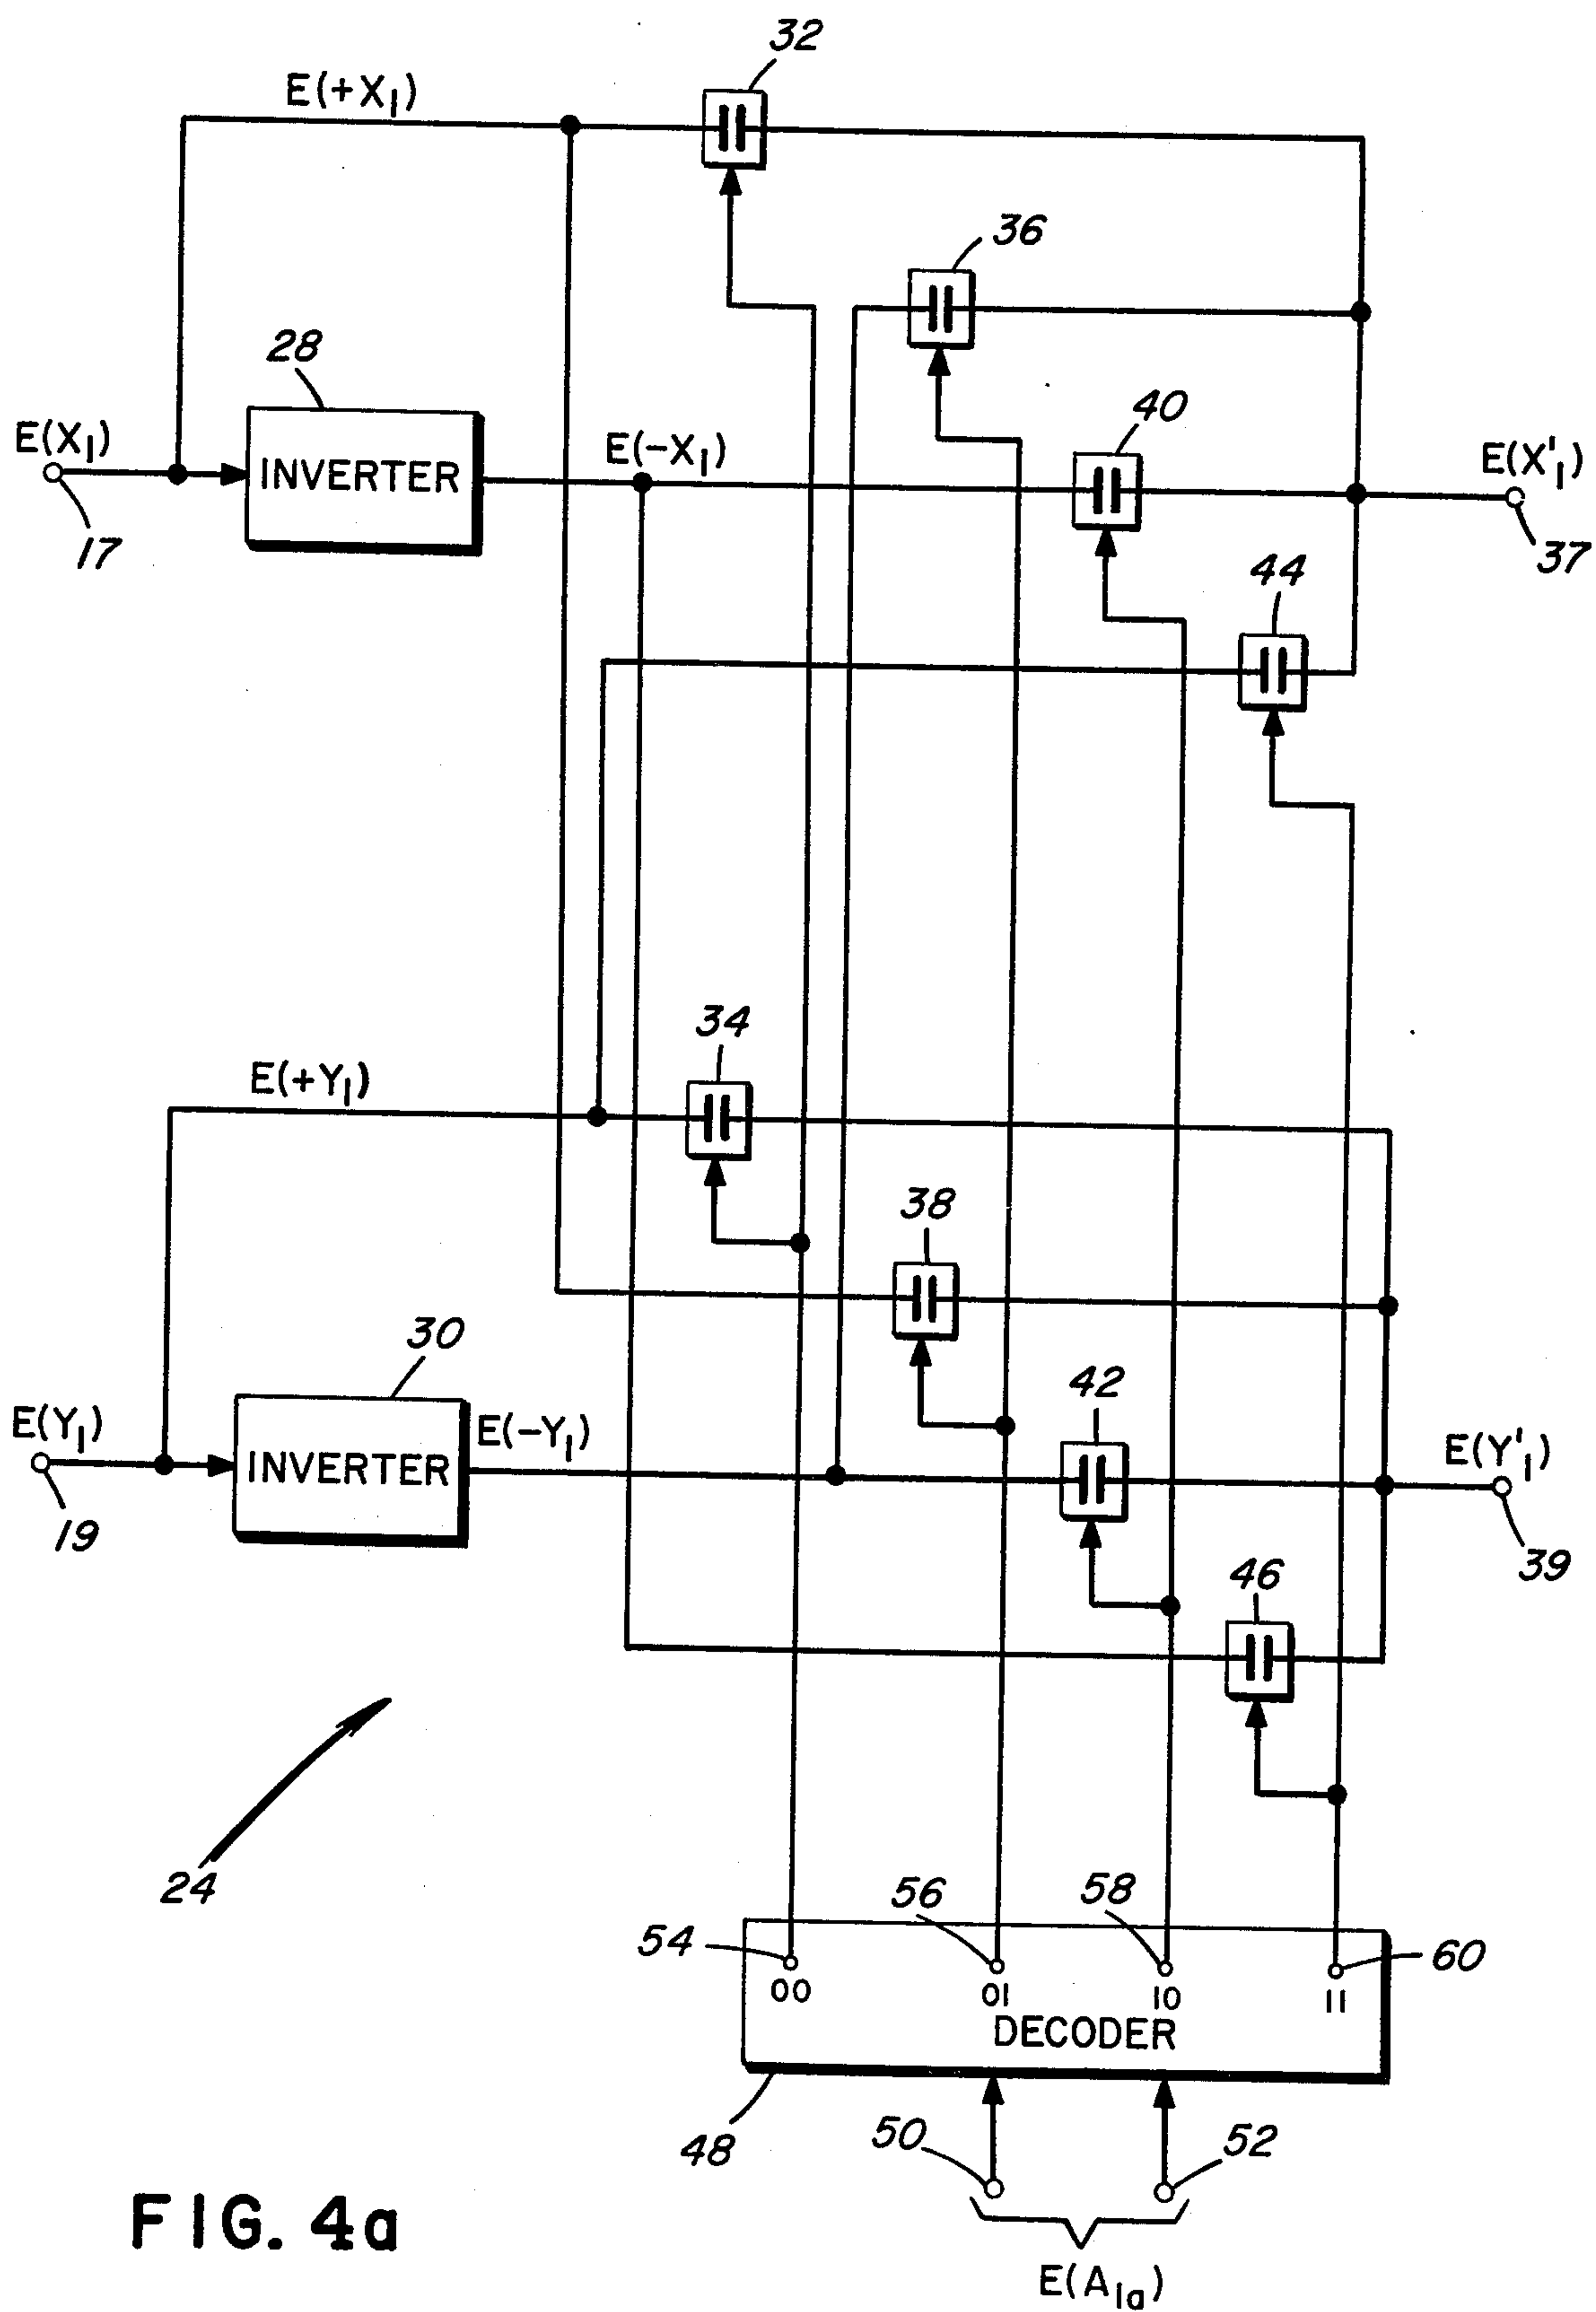 32
E(+X1)
36
28
40
E(X1)
INVERTER
E(-X1)
E(X'1)
17
37
44
34
E(+Y1)
38
30
42
E(Y1)
INVERTER
E(-Y1)
E(Y'1)
19
39
46
24
56
58
54
60
00
01
10
11
DECODER
48
50
52
E(A1a)
FIG. 4a